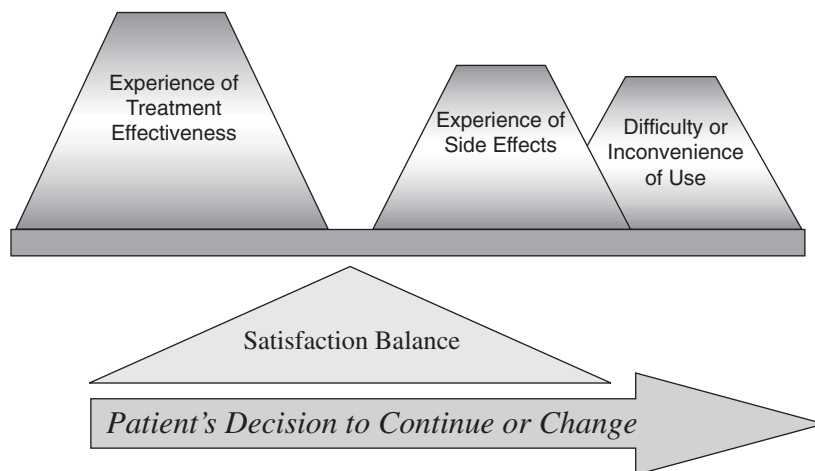 Experience of
Treatment
Effectiveness
Experience of
Side Effects
Difficulty or
Inconvenience
of Use
Satisfaction Balance
Patient's Decision to Continue or Change